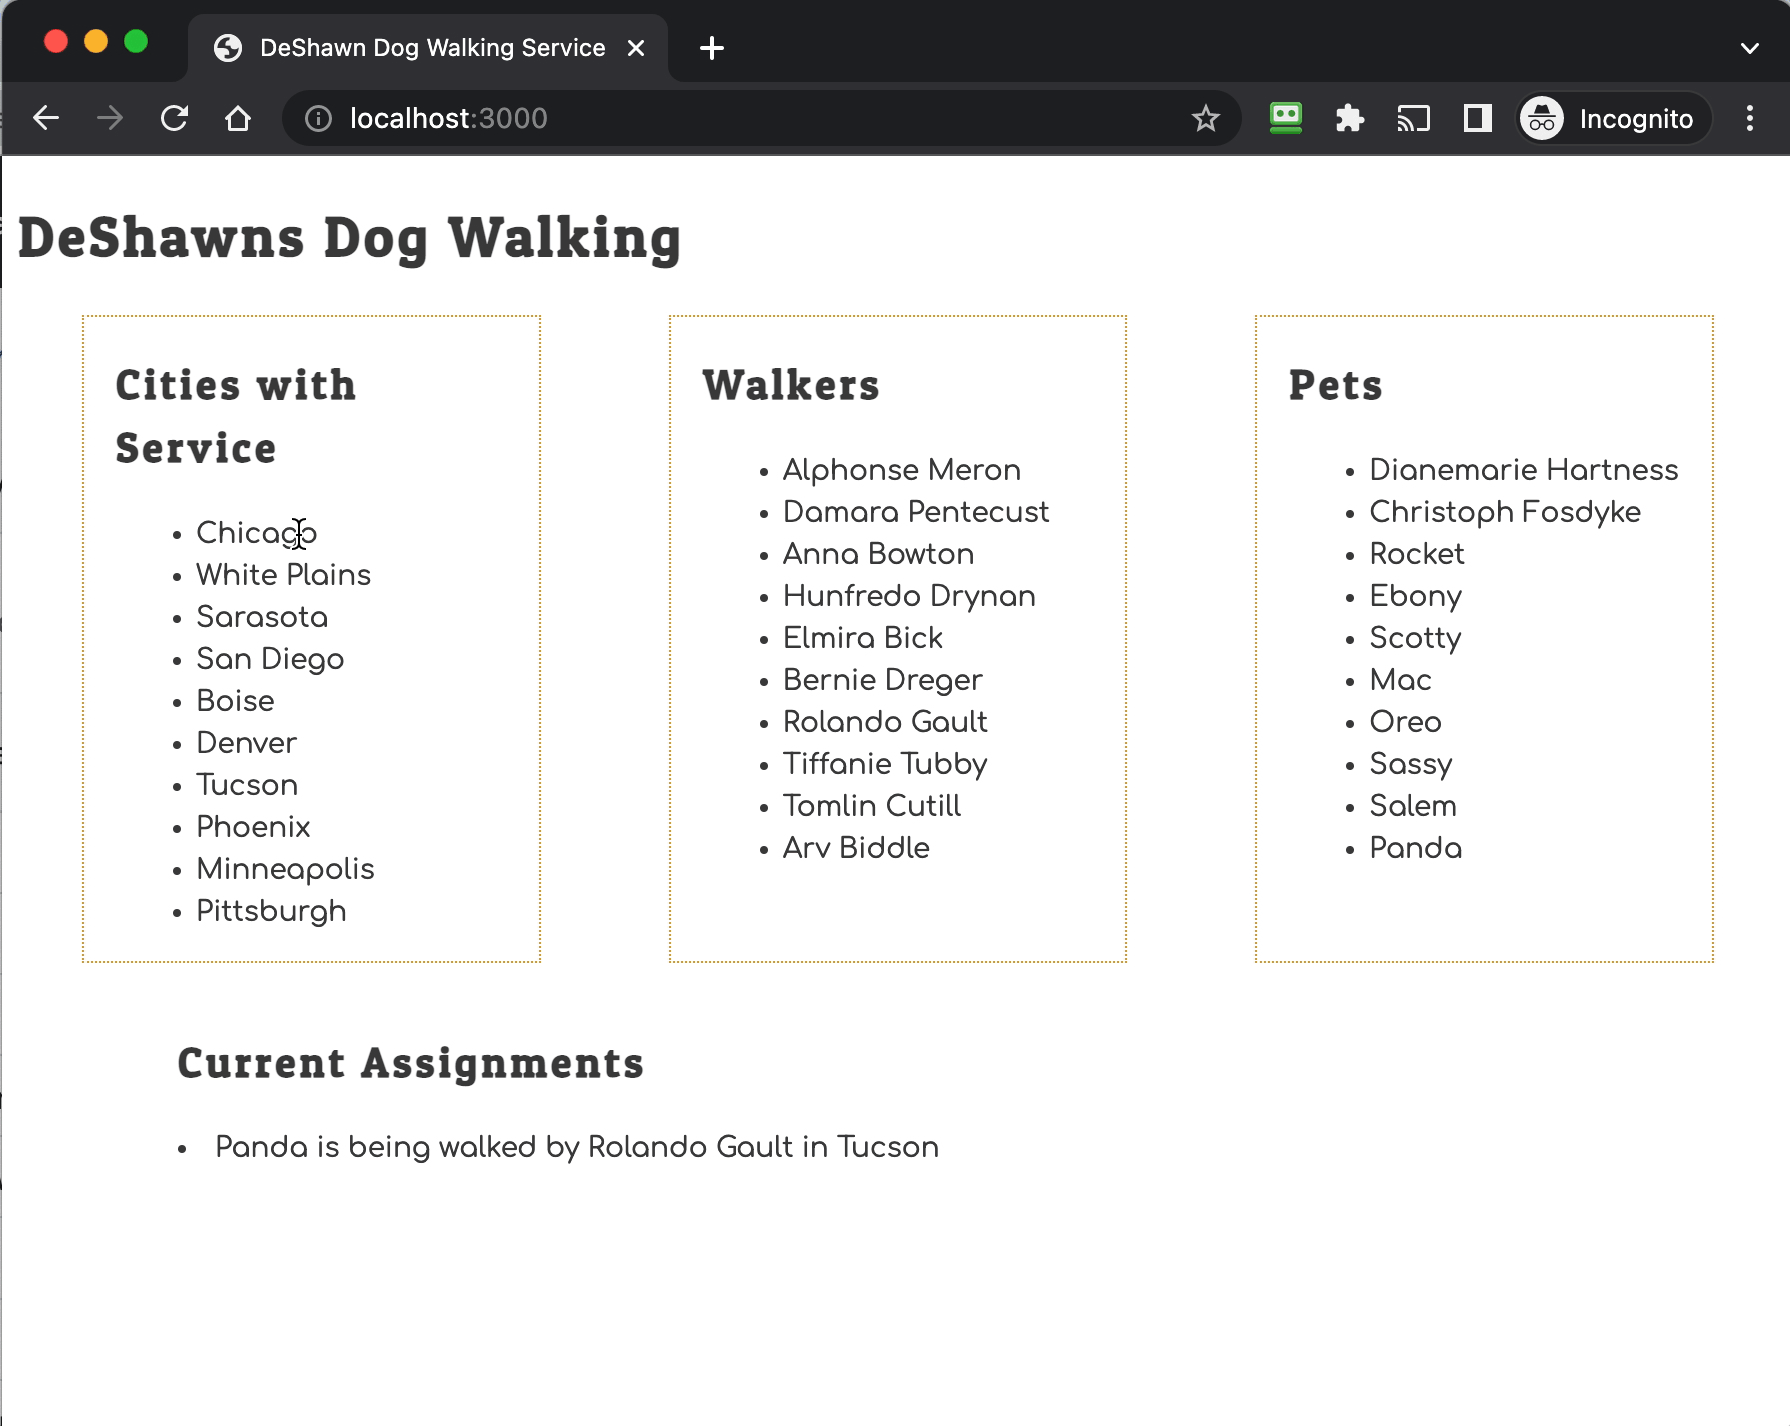 DeShawn Dog Walking Service
localhost:3000
Incognito
DeShawns Dog Walking
Cities with
Service
Chicago
White Plains
Sarasota
San Diego
Boise
Denver
Tucson
Phoenix
Minneapolis
Pittsburgh
Walkers
Alphonse Meron
Damara Pentecust
Anna Bowton
Hunfredo Drynan
Elmira Bick
Bernie Dreger
Rolando Gault
Tiffanie Tubby
Tomlin Cutill
Arv Biddle
Pets
Dianemarie Hartness
Christoph Fosdyke
Rocket
Ebony
Scotty
Mac
Oreo
Sassy
Salem
Panda
Current Assignments
Panda is being walked by Rolando Gault in Tucson